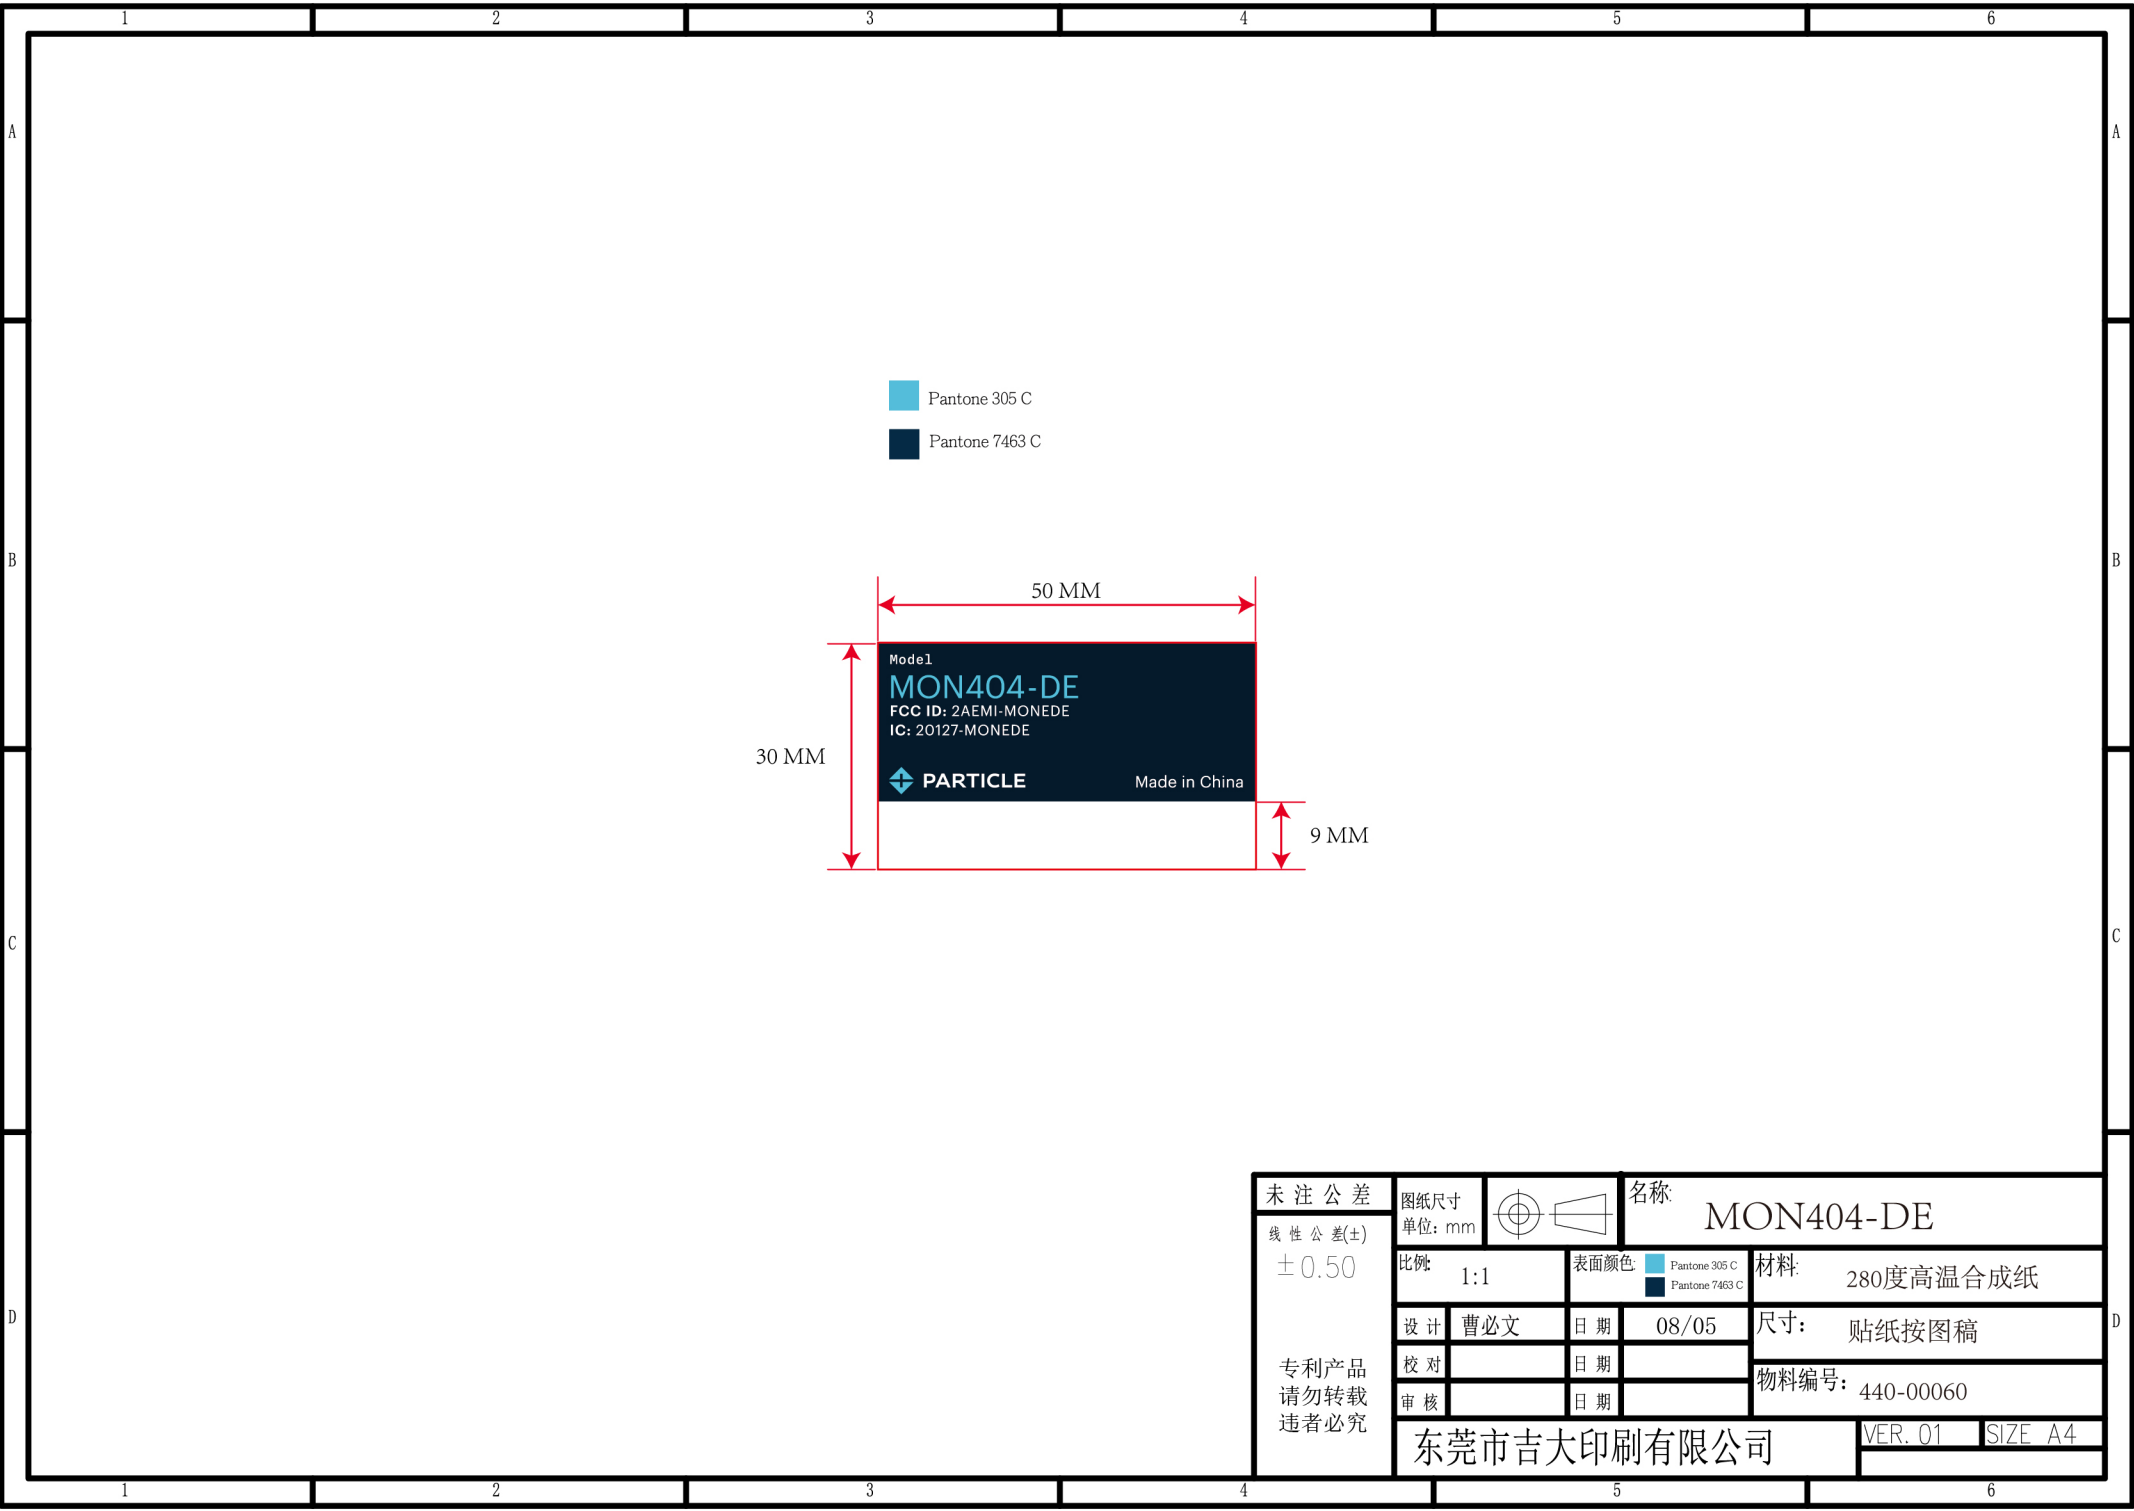 1 2 3 4 5 6
A A
Pantone 305 C
Pantone 7463 C
B B
50 MM
Model
MON404-DE
FCC ID: 2AEMI-MONEDE
IC: 20127-MONEDE
30 MM
PARTICLE Made in China
9 MM
C C
未注公差
线性公差(±)
±0.50
专利产品
请勿转载
违者必究
图纸尺寸
单位: mm
名称:
MON404-DE
比例:
1:1
表面颜色:
Pantone 305 C
Pantone 7463 C
材料:
280度高温合成纸
设计 曹必文 日期 08/05
尺寸: 贴纸按图稿
校对 日期
物料编号: 440-00060
审核 日期
东莞市吉大印刷有限公司
VER. 01 SIZE A4
D D
1 2 3 4 5 6